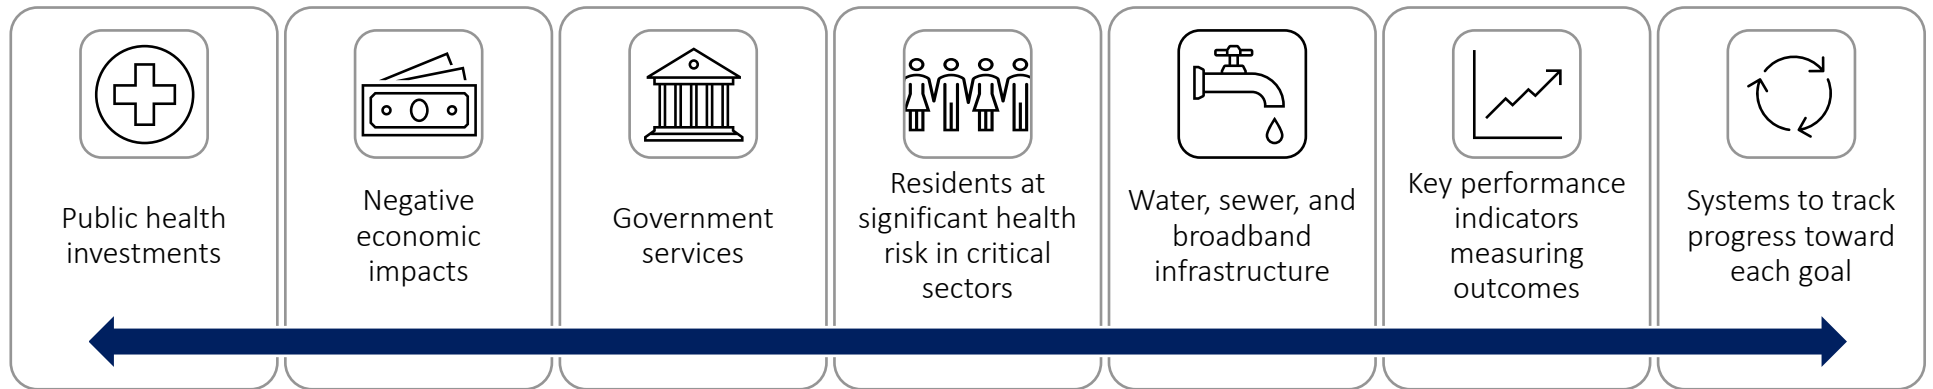 Public health
investments
Negative
economic
impacts
Government
services
Residents at
significant health
risk in critical
sectors
Water, sewer, and
broadband
infrastructure
Key performance
indicators
measuring
outcomes
Systems to track
progress toward
each goal